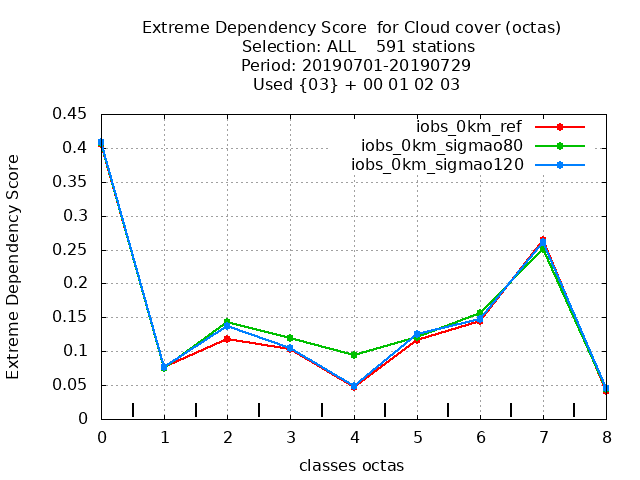 Extreme Dependency Score  for Cloud cover (octas)
Selection: ALL    591 stations
Period: 20190701-20190729
Used {03} + 00 01 02 03
iobs_0km_ref
iobs_0km_sigmao80
iobs_0km_sigmao120
Extreme Dependency Score
0.45
0.4
0.35
0.3
0.25
0.2
0.15
0.1
0.05
0
0 1 2 3 4 5 6 7 8
classes octas